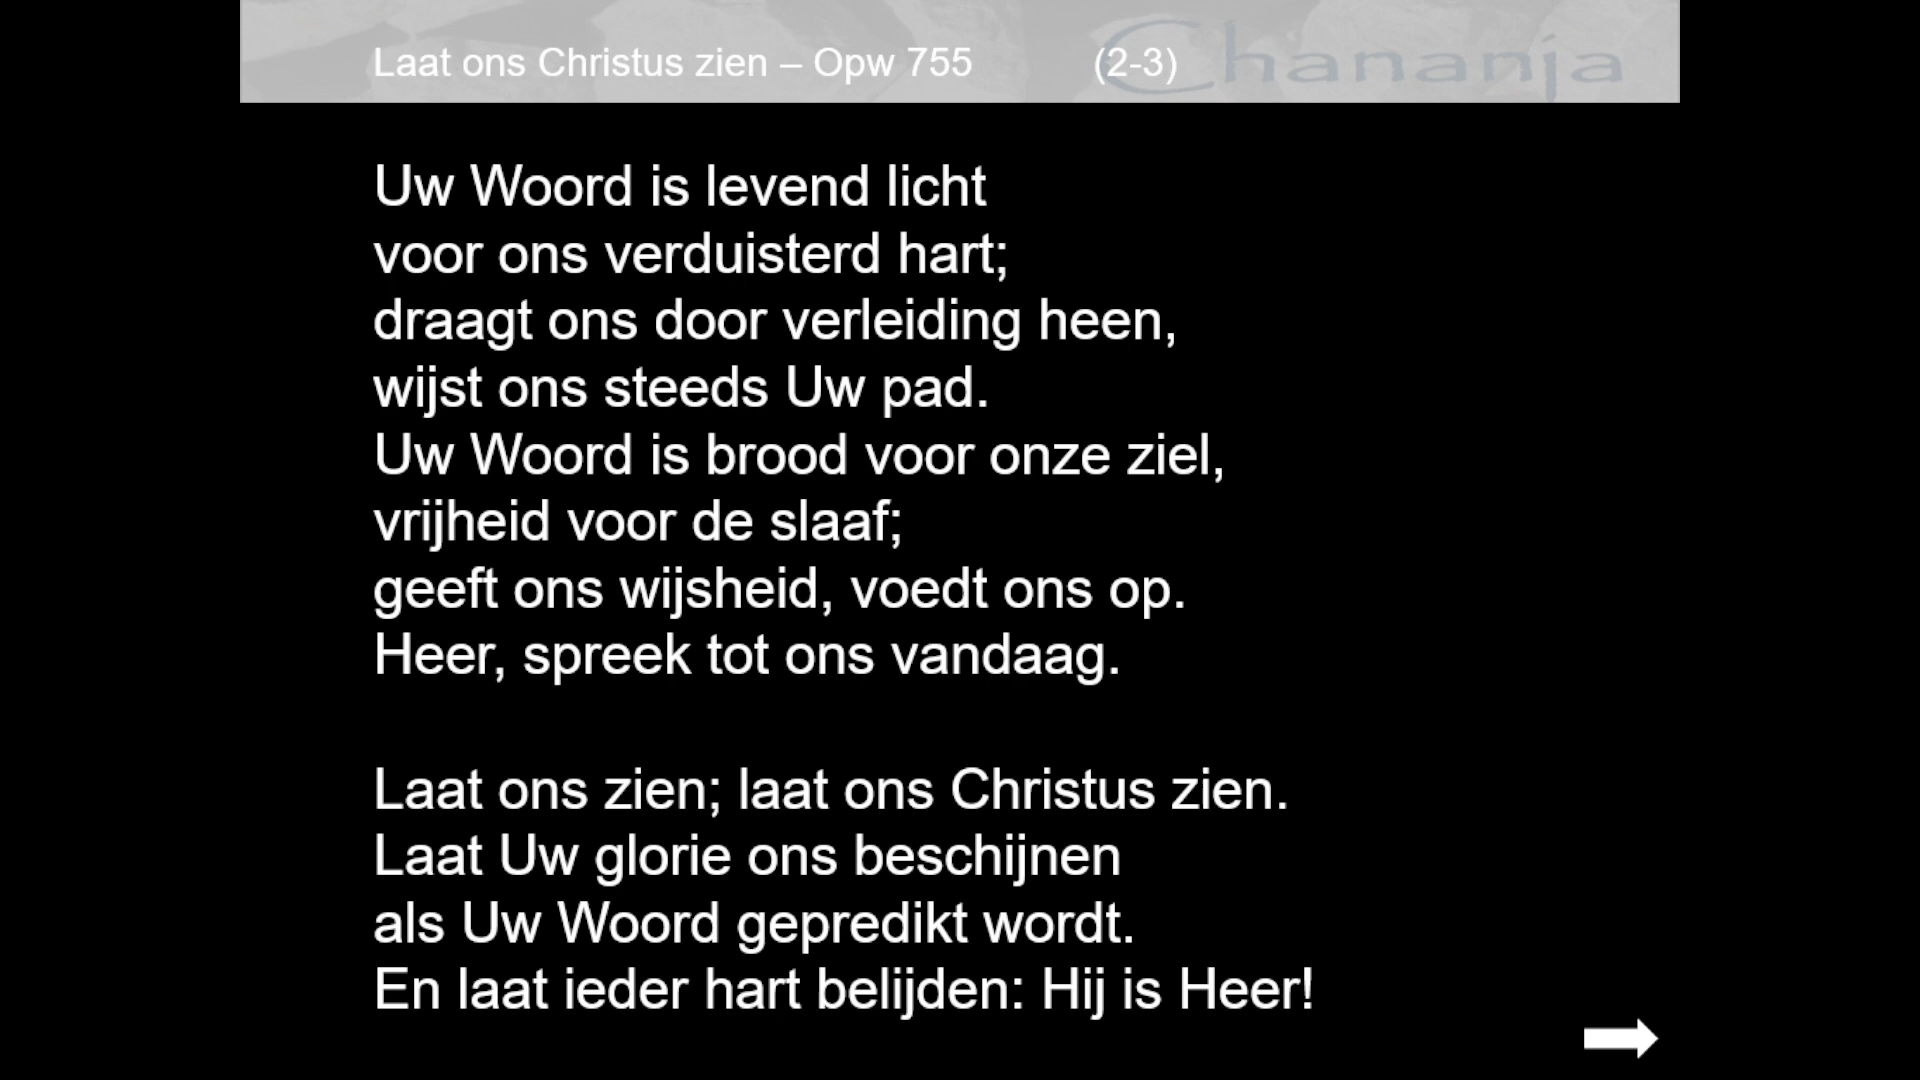 Laat ons Christus zien – Opw 755 (2-3) Chananja
Uw Woord is levend licht
voor ons verduisterd hart;
draagt ons door verleiding heen,
wijst ons steeds Uw pad.
Uw Woord is brood voor onze ziel,
vrijheid voor de slaaf;
geeft ons wijsheid, voedt ons op.
Heer, spreek tot ons vandaag.
Laat ons zien; laat ons Christus zien.
Laat Uw glorie ons beschijnen
als Uw Woord gepredikt wordt.
En laat ieder hart belijden: Hij is Heer!